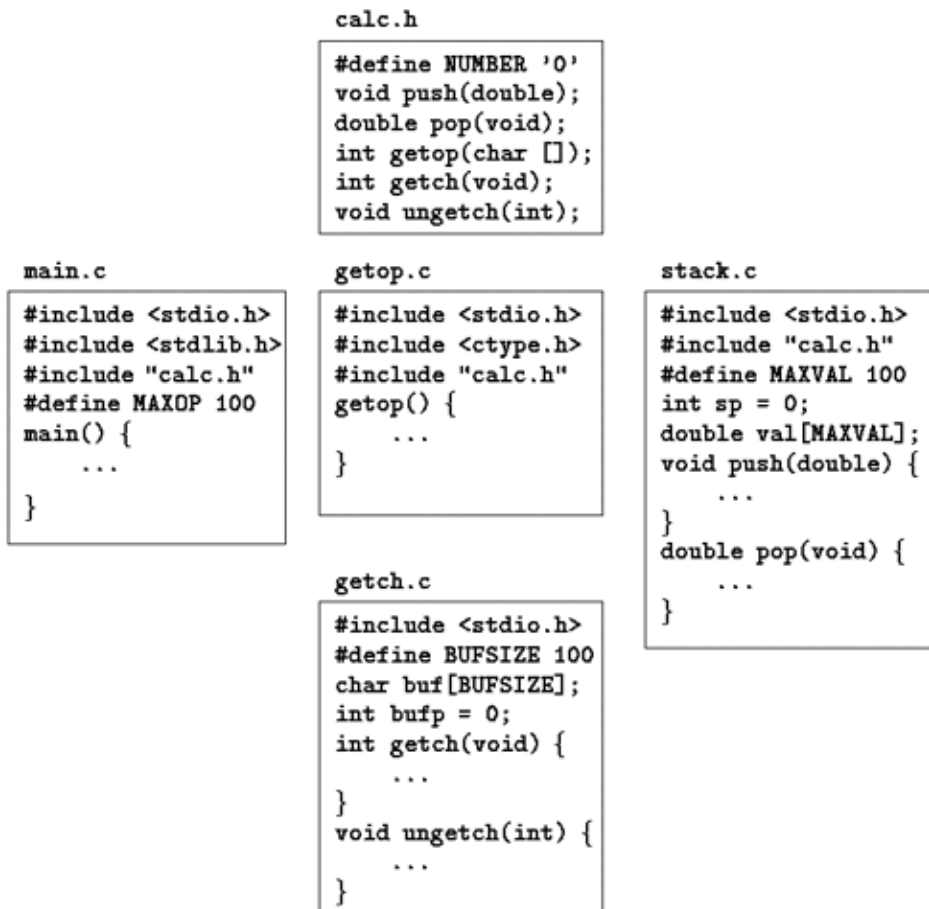 calc.h
#define NUMBER '0'
void push(double);
double pop(void);
int getop(char []);
int getch(void);
void ungetch(int);
main.c
#include <stdio.h>
#include <stdlib.h>
#include "calc.h"
#define MAXOP 100
main() {
...
}
getop.c
#include <stdio.h>
#include <ctype.h>
#include "calc.h"
getop() {
...
}
stack.c
#include <stdio.h>
#include "calc.h"
#define MAXVAL 100
int sp = 0;
double val[MAXVAL];
void push(double) {
...
}
double pop(void) {
...
}
getch.c
#include <stdio.h>
#define BUFSIZE 100
char buf[BUFSIZE];
int bufp = 0;
int getch(void) {
...
}
void ungetch(int) {
...
}